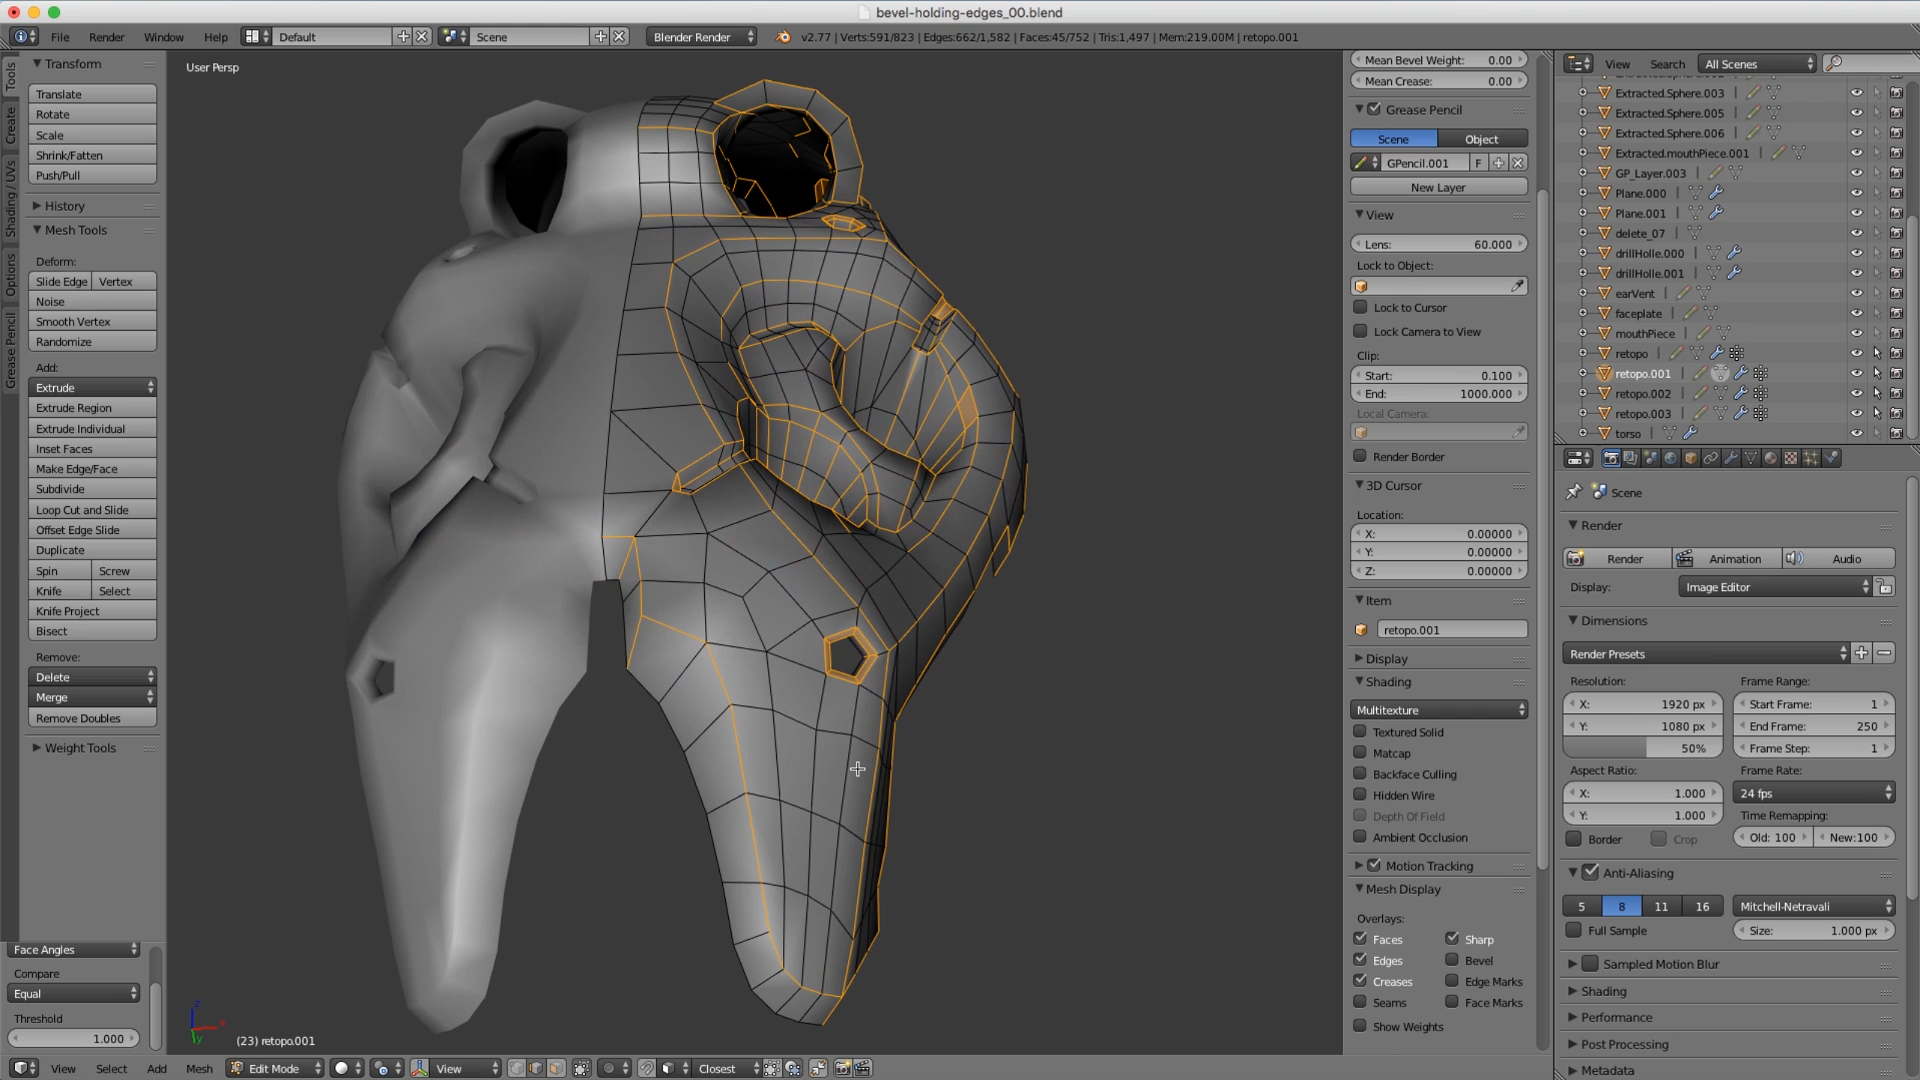 bevel-holding-edges_00.blend
File Render Window Help Default Scene Blender Render v2.77 | Verts:591/823 | Edges:662/1,582 | Faces:45/752 | Tris:1,497 | Mem:219.00M | retopo.001
Tools
Create
Shading / UVs
Options
Grease Pencil
Transform
Translate
Rotate
Scale
Shrink/Fatten
Push/Pull
History
Mesh Tools
Deform:
Slide Edge Vertex
Noise
Smooth Vertex
Randomize
Add:
Extrude
Extrude Region
Extrude Individual
Inset Faces
Make Edge/Face
Subdivide
Loop Cut and Slide
Offset Edge Slide
Duplicate
Spin Screw
Knife Select
Knife Project
Bisect
Remove:
Delete
Merge
Remove Doubles
Weight Tools
Face Angles
Compare
Equal
Threshold
1.000
User Persp
z
x
y
(23) retopo.001
View Select Add Mesh Edit Mode View Closest
Mean Bevel Weight: 0.00
Mean Crease: 0.00
Grease Pencil
Scene Object
GPencil.001 F
New Layer
View
Lens: 60.000
Lock to Object:
Lock to Cursor
Lock Camera to View
Clip:
Start: 0.100
End: 1000.000
Local Camera:
Render Border
3D Cursor
Location:
X: 0.00000
Y: 0.00000
Z: 0.00000
Item
retopo.001
Display
Shading
Multitexture
Textured Solid
Matcap
Backface Culling
Hidden Wire
Depth Of Field
Ambient Occlusion
Motion Tracking
Mesh Display
Overlays:
Faces Sharp
Edges Bevel
Creases Edge Marks
Seams Face Marks
Show Weights
View Search All Scenes
Extracted.Sphere.003
Extracted.Sphere.005
Extracted.Sphere.006
Extracted.mouthPiece.001
GP_Layer.003
Plane.000
Plane.001
delete_07
drillHolle.000
drillHolle.001
earVent
faceplate
mouthPiece
retopo
retopo.001
retopo.002
retopo.003
torso
Scene
Render
Render Animation Audio
Display: Image Editor
Dimensions
Render Presets
Resolution: Frame Range:
X: 1920 px Start Frame: 1
Y: 1080 px End Frame: 250
50% Frame Step: 1
Aspect Ratio: Frame Rate:
X: 1.000 24 fps
Y: 1.000 Time Remapping:
Border Crop Old: 100 New:100
Anti-Aliasing
5 8 11 16 Mitchell-Netravali
Full Sample Size: 1.000 px
Sampled Motion Blur
Shading
Performance
Post Processing
Metadata